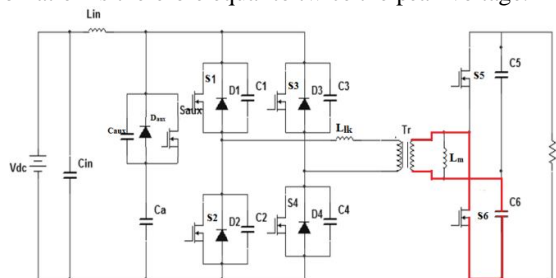 Lin
S1
D1
C1
S3
D3
C3
S5
C5
Saux
Daux
Caux
Llk
Tr
Lm
Vdc
Cin
Ca
S2
D2
C2
S4
D4
C4
S6
C6